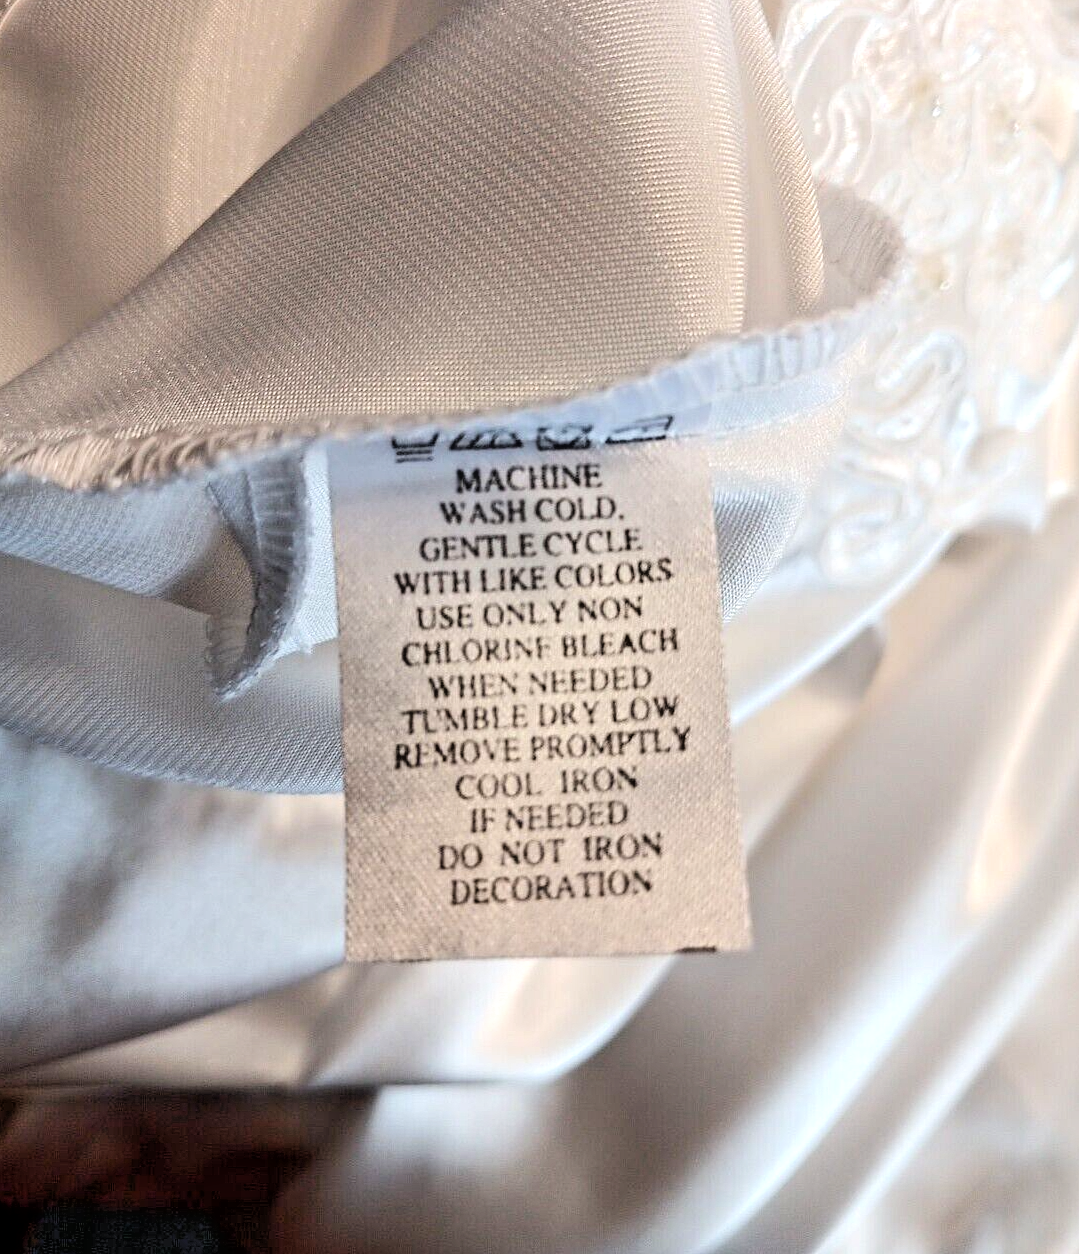 MACHINE
WASH COLD.
GENTLE CYCLE
WITH LIKE COLORS
USE ONLY NON
CHLORINE BLEACH
WHEN NEEDED
TUMBLE DRY LOW
REMOVE PROMPTLY
COOL IRON
IF NEEDED
DO NOT IRON
DECORATION